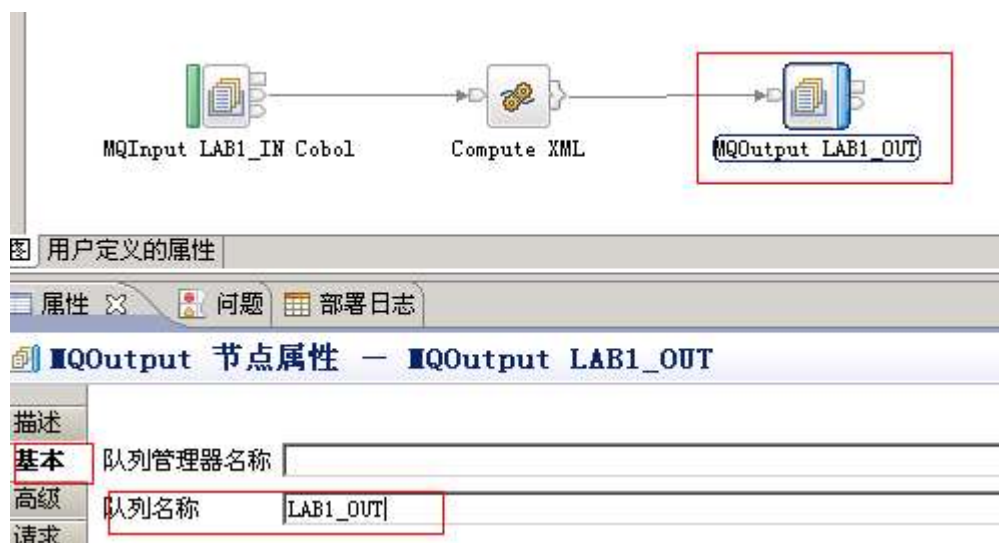 MQInput LAB1_IN Cobol Compute XML MQOutput LAB1_OUT
图 用户定义的属性
属性 问题 部署日志
MQOutput 节点属性 － MQOutput LAB1_OUT
描述
基本 队列管理器名称
高级 队列名称 LAB1_OUT
请求